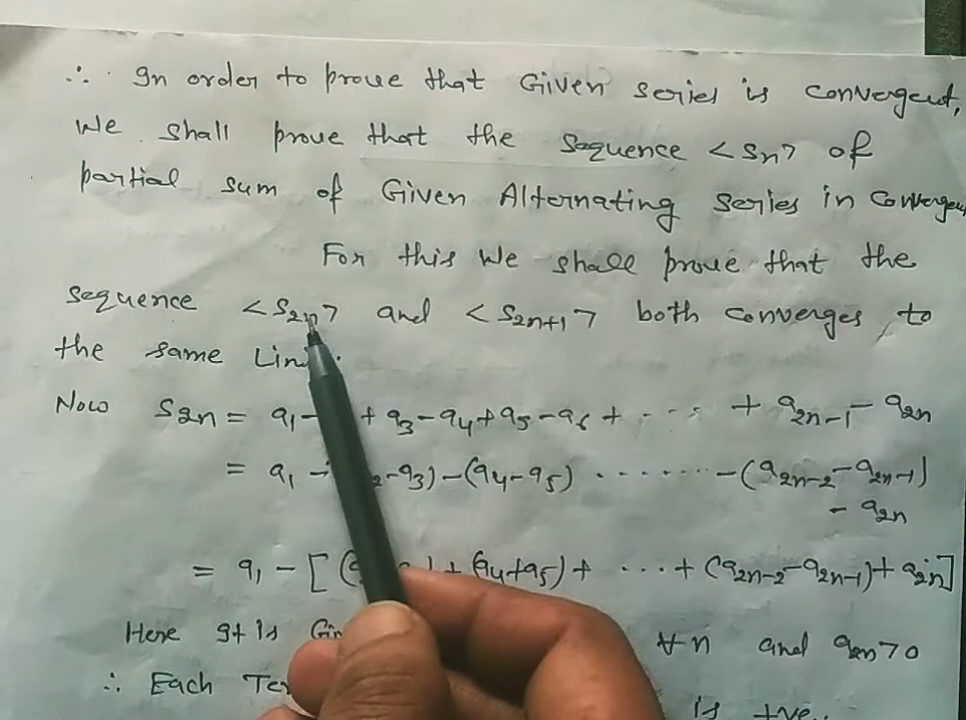 ∴ In order to prove that Given series is convergent,
We shall prove that the sequence <Sn> of
partial sum of Given Alternating series in
For this we shall prove that the
sequence <S2n> and <S2n+1> both converges to
the same
Now S2n = a1 - + a3 - a4 + a5 - a6 + ---- + a2n-1 - a2n
= a1 - - a3) - (a4 - a5) ....... - (a2n-2 - a2n-1)
- a2n
= a1 - [( ) + (a4 + a5) + ... + (a2n-2 - a2n-1) + a2n]
Here It is ∀n and an > 0
∴ Each is +ve